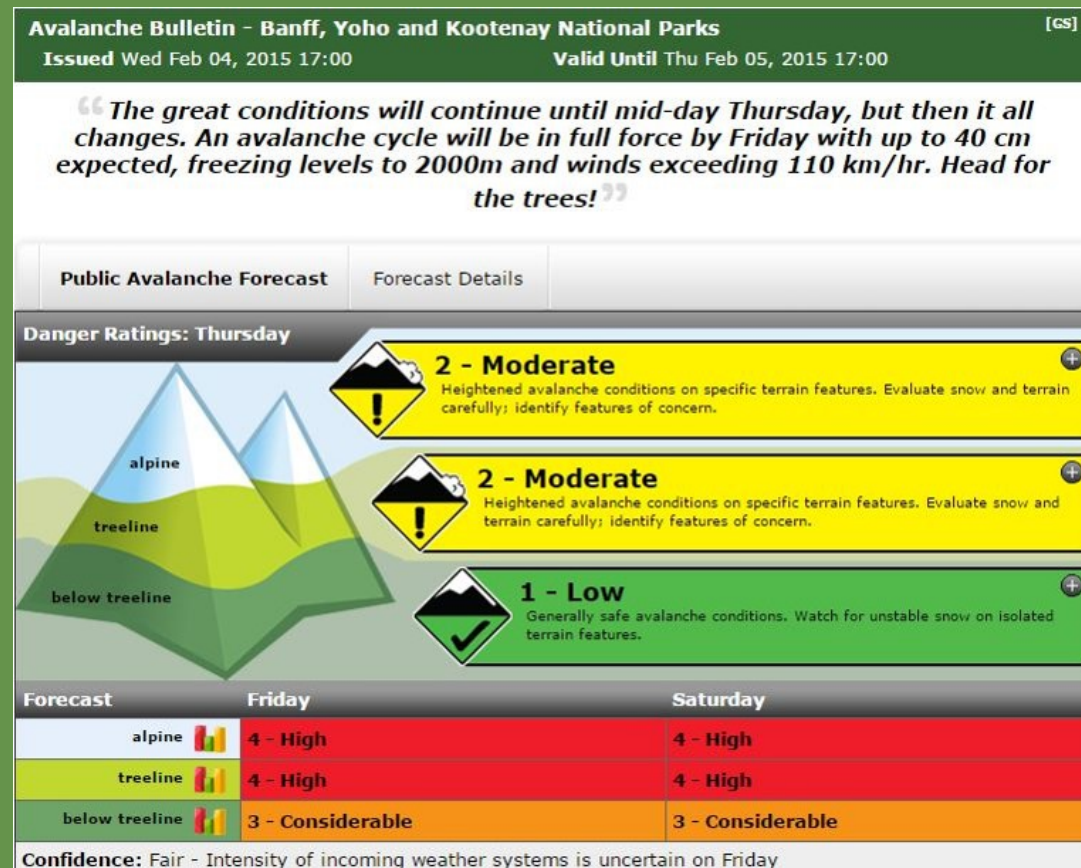 Avalanche Bulletin - Banff, Yoho and Kootenay National Parks
[GS]
Issued Wed Feb 04, 2015 17:00
Valid Until Thu Feb 05, 2015 17:00
“The great conditions will continue until mid-day Thursday, but then it all
changes. An avalanche cycle will be in full force by Friday with up to 40 cm
expected, freezing levels to 2000m and winds exceeding 110 km/hr. Head for
the trees!”
Public Avalanche Forecast
Forecast Details
Danger Ratings: Thursday
alpine
2 - Moderate
Heightened avalanche conditions on specific terrain features. Evaluate snow and terrain
carefully; identify features of concern.
treeline
2 - Moderate
Heightened avalanche conditions on specific terrain features. Evaluate snow and
terrain carefully; identify features of concern.
below treeline
1 - Low
Generally safe avalanche conditions. Watch for unstable snow on isolated
terrain features.
Forecast Friday Saturday
alpine 4 - High 4 - High
treeline 4 - High 4 - High
below treeline 3 - Considerable 3 - Considerable
Confidence: Fair - Intensity of incoming weather systems is uncertain on Friday